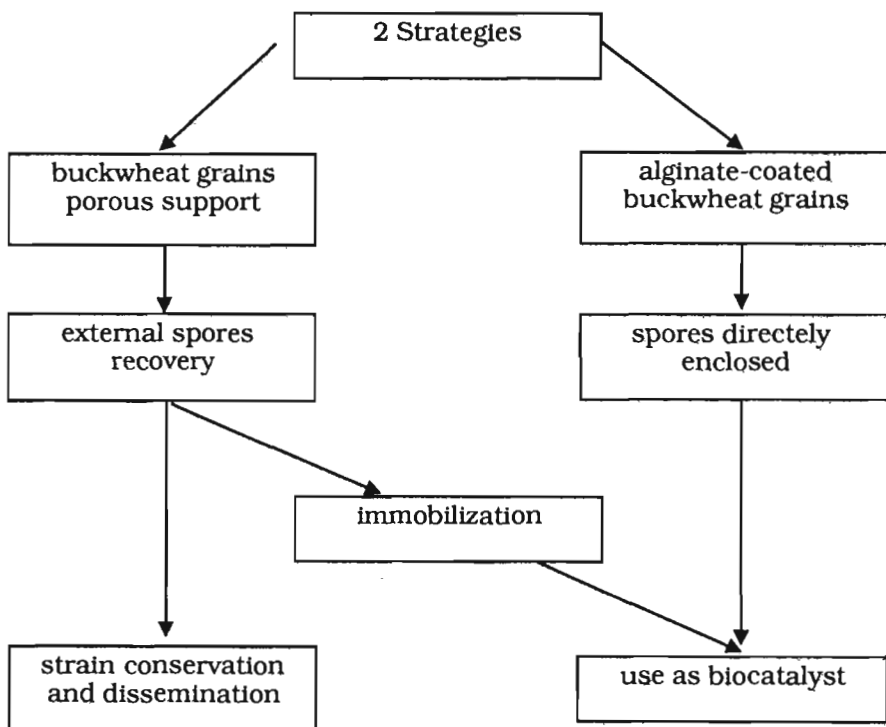 2 Strategies
buckwheat grains
porous support
alginate-coated
buckwheat grains
external spores
recovery
spores directely
enclosed
immobilization
strain conservation
and dissemination
use as biocatalyst